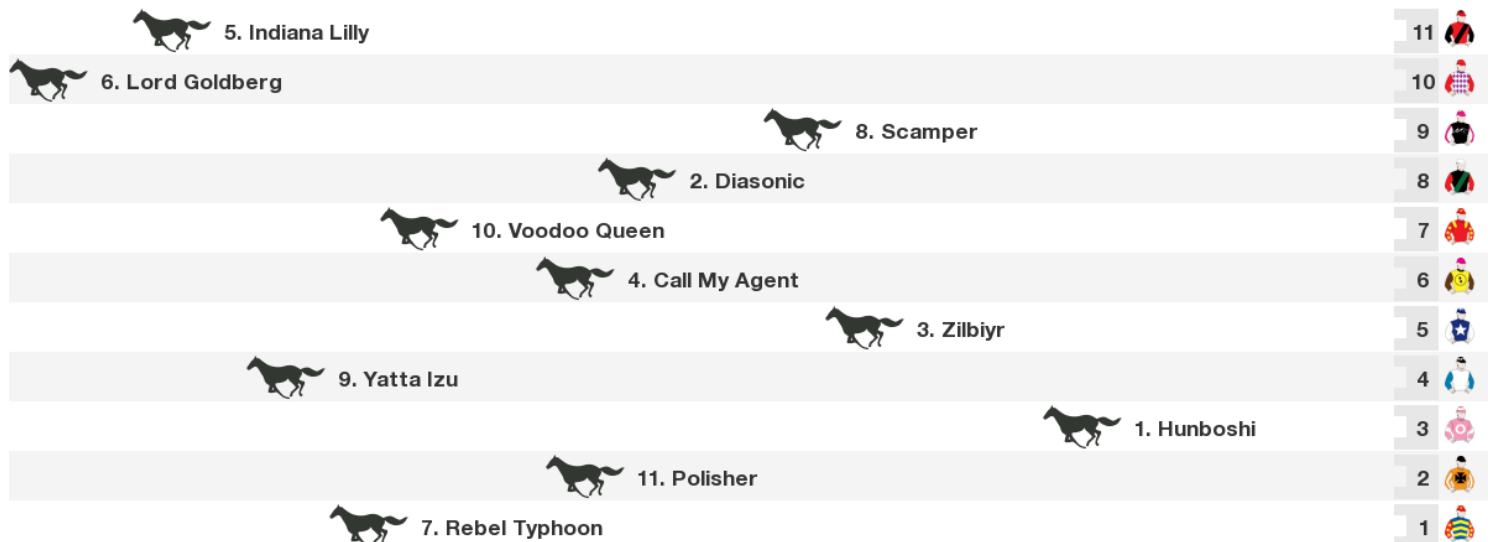 5. Indiana Lilly 11
6. Lord Goldberg 10
8. Scamper 9
2. Diasonic 8
10. Voodoo Queen 7
4. Call My Agent 6
3. Zilbiyr 5
9. Yatta Izu 4
1. Hunboshi 3
11. Polisher 2
7. Rebel Typhoon 1